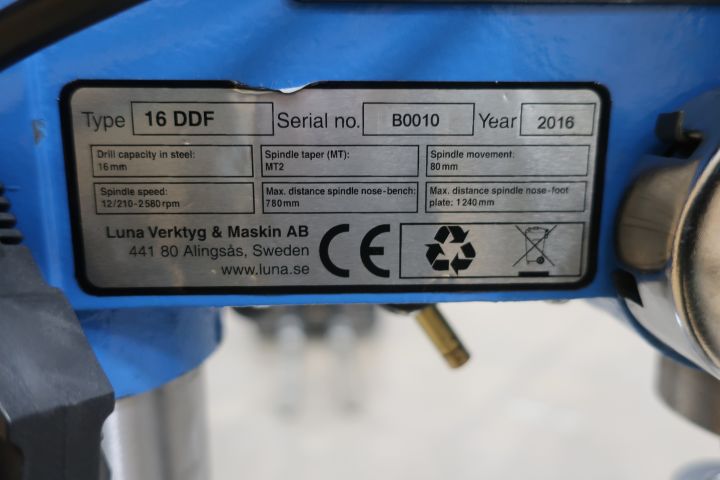 Type 16 DDF Serial no. B0010 Year 2016
Drill capacity in steel: Spindle taper (MT): Spindle movement:
16mm MT2 80mm
Spindle speed: Max. distance spindle nose-bench: Max. distance spindle nose-foot
12/210-2580rpm 780mm plate: 1240mm
Luna Verktyg & Maskin AB
441 80 Alingsås, Sweden
www.luna.se
CE